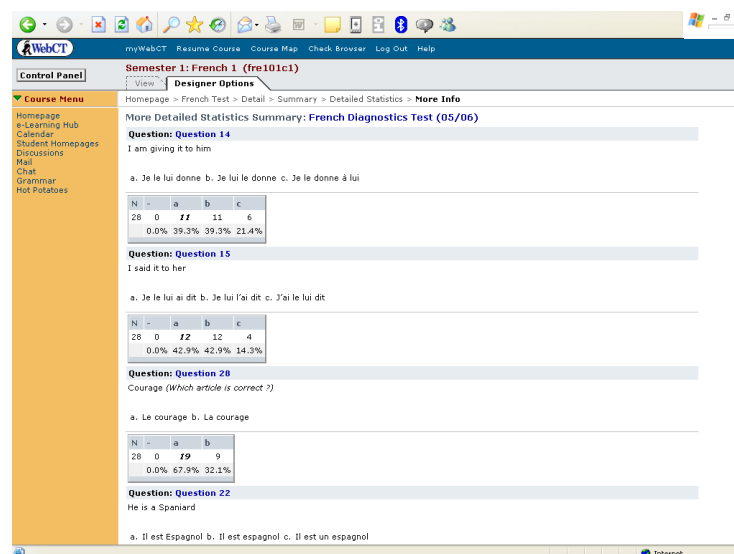 WebCT
myWebCT Resume Course Course Map Check Browser Log Out Help
Control Panel
Semester 1: French 1 (fre101c1)
View Designer Options
Course Menu
Homepage > French Test > Detail > Summary > Detailed Statistics > More Info
Homepage
e-Learning Hub
Calendar
Student Homepages
Discussions
Mail
Chat
Grammar
Hot Potatoes
More Detailed Statistics Summary: French Diagnostics Test (05/06)
Question: Question 14
I am giving it to him
a. Je le lui donne b. Je lui le donne c. Je le donne à lui
N - a b c
28 0 11 11 6
0.0% 39.3% 39.3% 21.4%
Question: Question 15
I said it to her
a. Je le lui ai dit b. Je lui l'ai dit c. J'ai le lui dit
N - a b c
28 0 12 12 4
0.0% 42.9% 42.9% 14.3%
Question: Question 28
Courage (Which article is correct ?)
a. Le courage b. La courage
N - a b
28 0 19 9
0.0% 67.9% 32.1%
Question: Question 22
He is a Spaniard
a. Il est Espagnol b. Il est espagnol c. Il est un espagnol
Internet